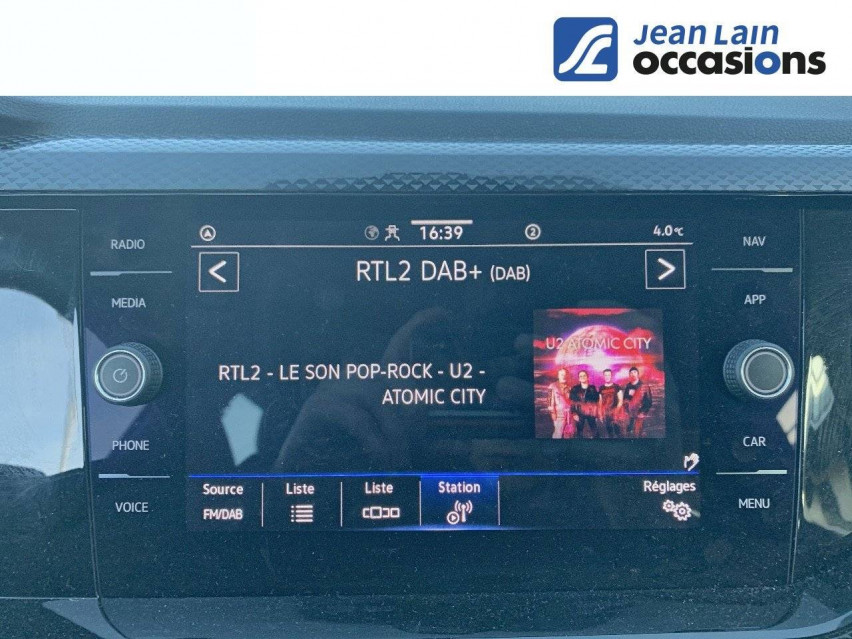 Jean Lain
occasions
RADIO
MEDIA
PHONE
VOICE
16:39
2
4.0°C
< RTL2 DAB+ (DAB) >
U2 ATOMIC CITY
RTL2 - LE SON POP-ROCK - U2 -
ATOMIC CITY
Source
FM/DAB
Liste
Liste
Station
Réglages
NAV
APP
CAR
MENU